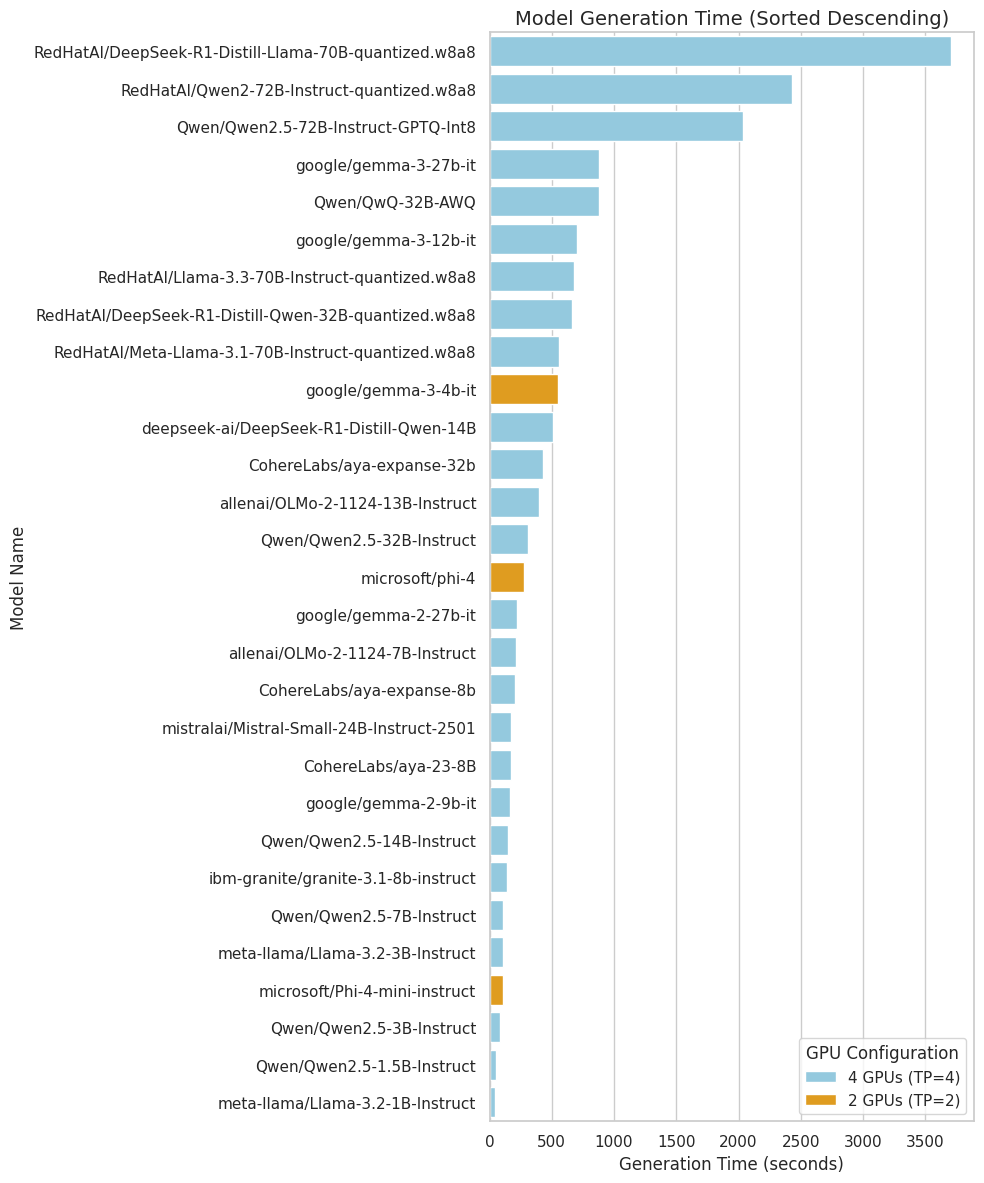 Model Generation Time (Sorted Descending)
RedHatAI/DeepSeek-R1-Distill-Llama-70B-quantized.w8a8
RedHatAI/Qwen2-72B-Instruct-quantized.w8a8
Qwen/Qwen2.5-72B-Instruct-GPTQ-Int8
google/gemma-3-27b-it
Qwen/QwQ-32B-AWQ
google/gemma-3-12b-it
RedHatAI/Llama-3.3-70B-Instruct-quantized.w8a8
RedHatAI/DeepSeek-R1-Distill-Qwen-32B-quantized.w8a8
RedHatAI/Meta-Llama-3.1-70B-Instruct-quantized.w8a8
google/gemma-3-4b-it
deepseek-ai/DeepSeek-R1-Distill-Qwen-14B
CohereLabs/aya-expanse-32b
allenai/OLMo-2-1124-13B-Instruct
Qwen/Qwen2.5-32B-Instruct
microsoft/phi-4
google/gemma-2-27b-it
allenai/OLMo-2-1124-7B-Instruct
CohereLabs/aya-expanse-8b
mistralai/Mistral-Small-24B-Instruct-2501
CohereLabs/aya-23-8B
google/gemma-2-9b-it
Qwen/Qwen2.5-14B-Instruct
ibm-granite/granite-3.1-8b-instruct
Qwen/Qwen2.5-7B-Instruct
meta-llama/Llama-3.2-3B-Instruct
microsoft/Phi-4-mini-instruct
Qwen/Qwen2.5-3B-Instruct
Qwen/Qwen2.5-1.5B-Instruct
meta-llama/Llama-3.2-1B-Instruct
Model Name
GPU Configuration
4 GPUs (TP=4)
2 GPUs (TP=2)
0 500 1000 1500 2000 2500 3000 3500
Generation Time (seconds)